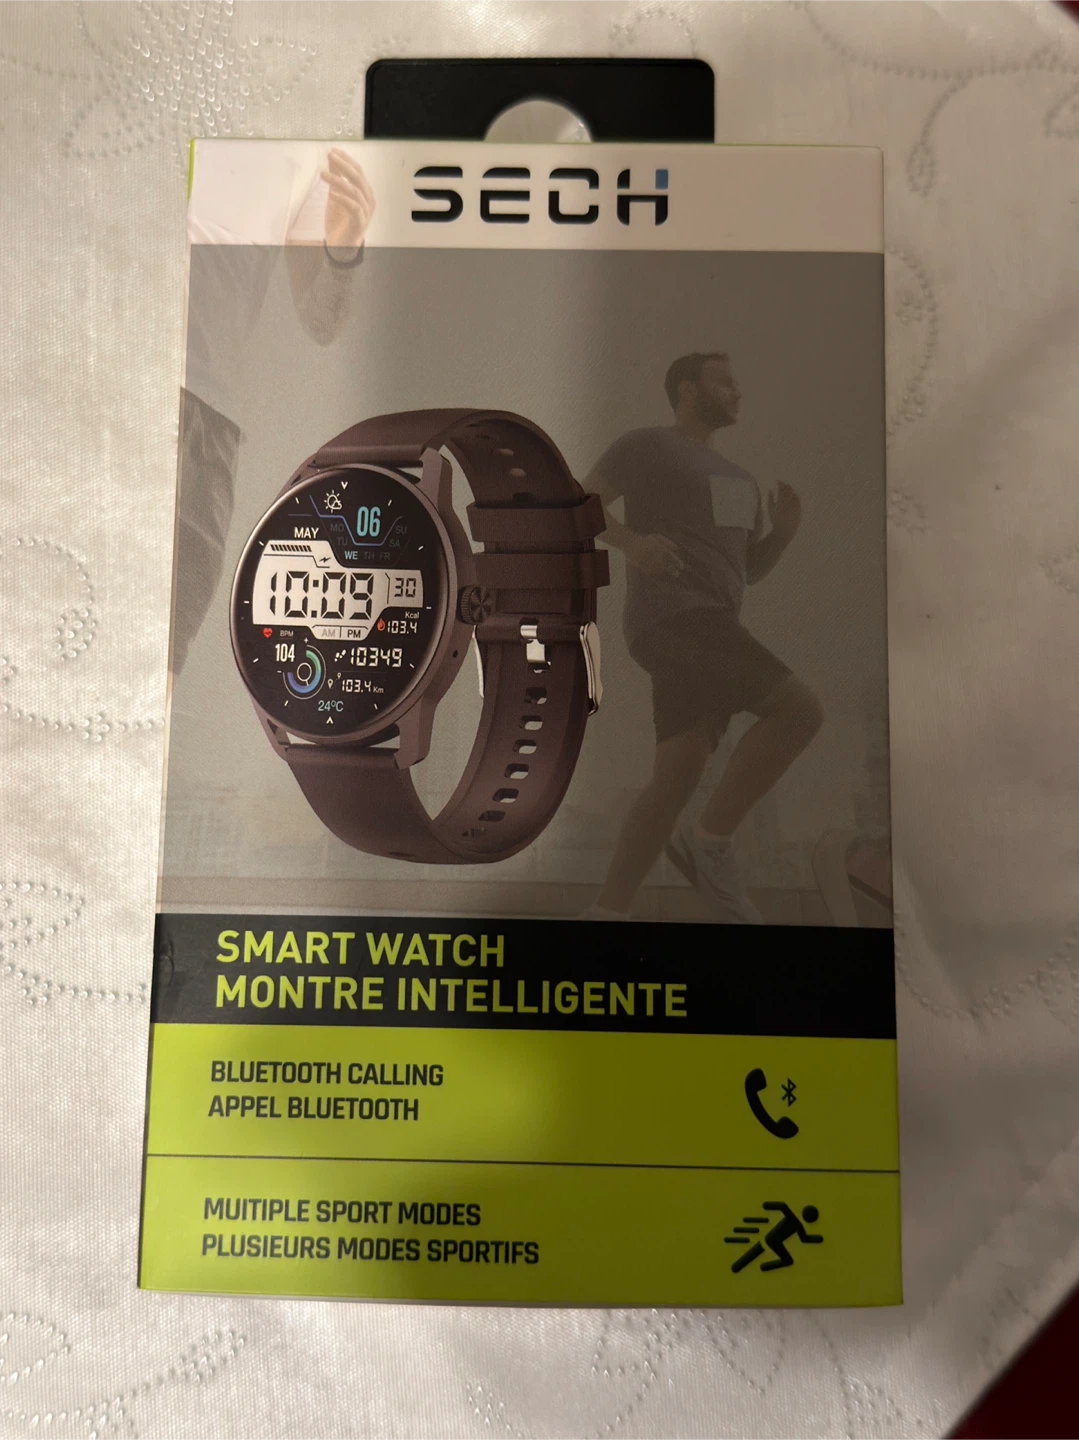 SECH
06
MO
SU
MAY
TU
SA
WE TH FR
10:09
30
Kcal
BPM
AM PM
103.4
104
10349
103.4 Km
24°C
SMART WATCH
MONTRE INTELLIGENTE
BLUETOOTH CALLING
APPEL BLUETOOTH
MUITIPLE SPORT MODES
PLUSIEURS MODES SPORTIFS